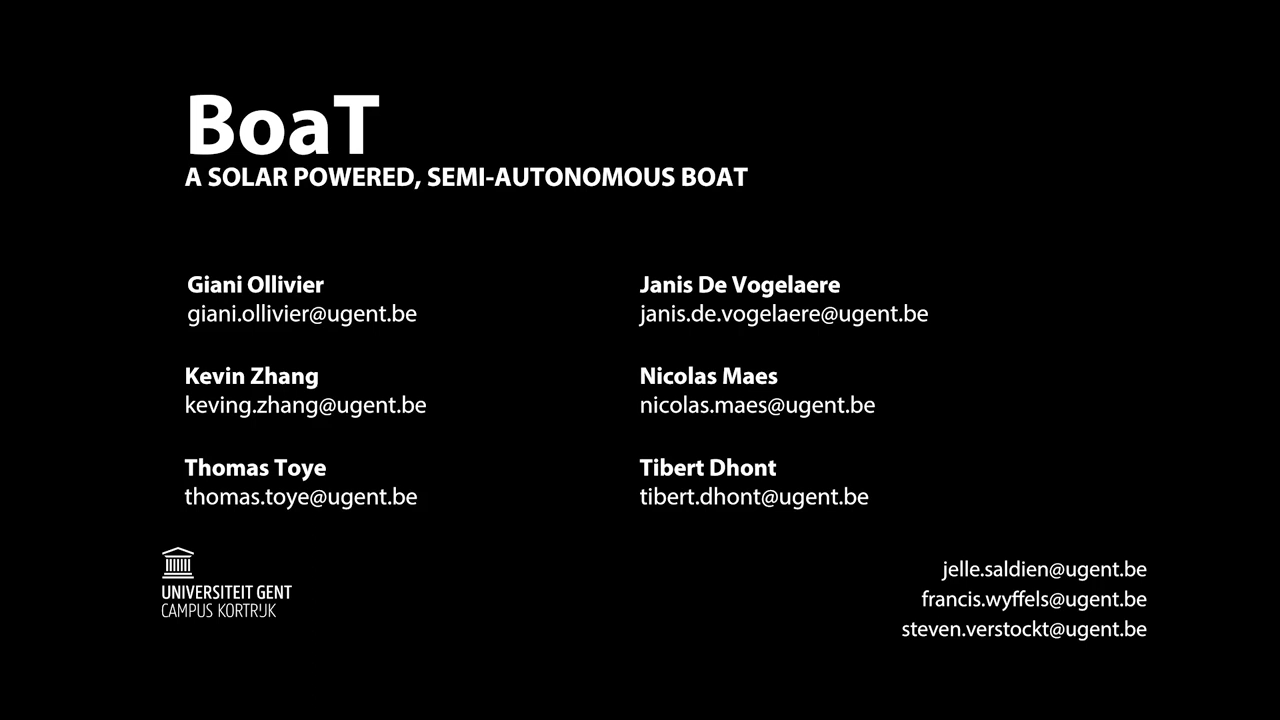 BoaT
A SOLAR POWERED, SEMI-AUTONOMOUS BOAT
Giani Ollivier
giani.ollivier@ugent.be
Janis De Vogelaere
janis.de.vogelaere@ugent.be
Kevin Zhang
keving.zhang@ugent.be
Nicolas Maes
nicolas.maes@ugent.be
Thomas Toye
thomas.toye@ugent.be
Tibert Dhont
tibert.dhont@ugent.be
UNIVERSITEIT GENT
CAMPUS KORTRIJK
jelle.saldien@ugent.be
francis.wyffels@ugent.be
steven.verstockt@ugent.be